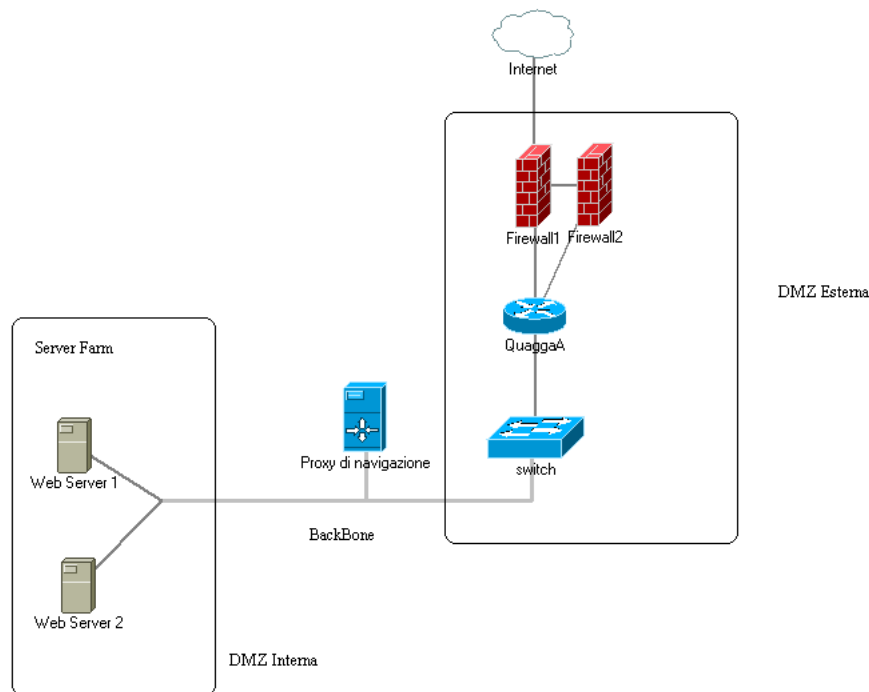 Internet
Firewall1
Firewall2
DMZ Esterna
QuaggaA
Server Farm
Proxy di navigazione
switch
Web Server 1
BackBone
Web Server 2
DMZ Interna